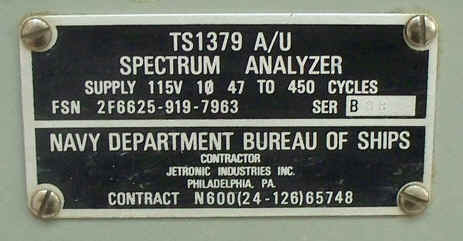 TS1379 A/U
SPECTRUM ANALYZER
SUPPLY 115V 1Ø 47 TO 450 CYCLES
FSN 2F6625-919-7963 SER B
NAVY DEPARTMENT BUREAU OF SHIPS
CONTRACTOR
JETRONIC INDUSTRIES INC.
PHILADELPHIA, PA.
CONTRACT N600(24-126)65748